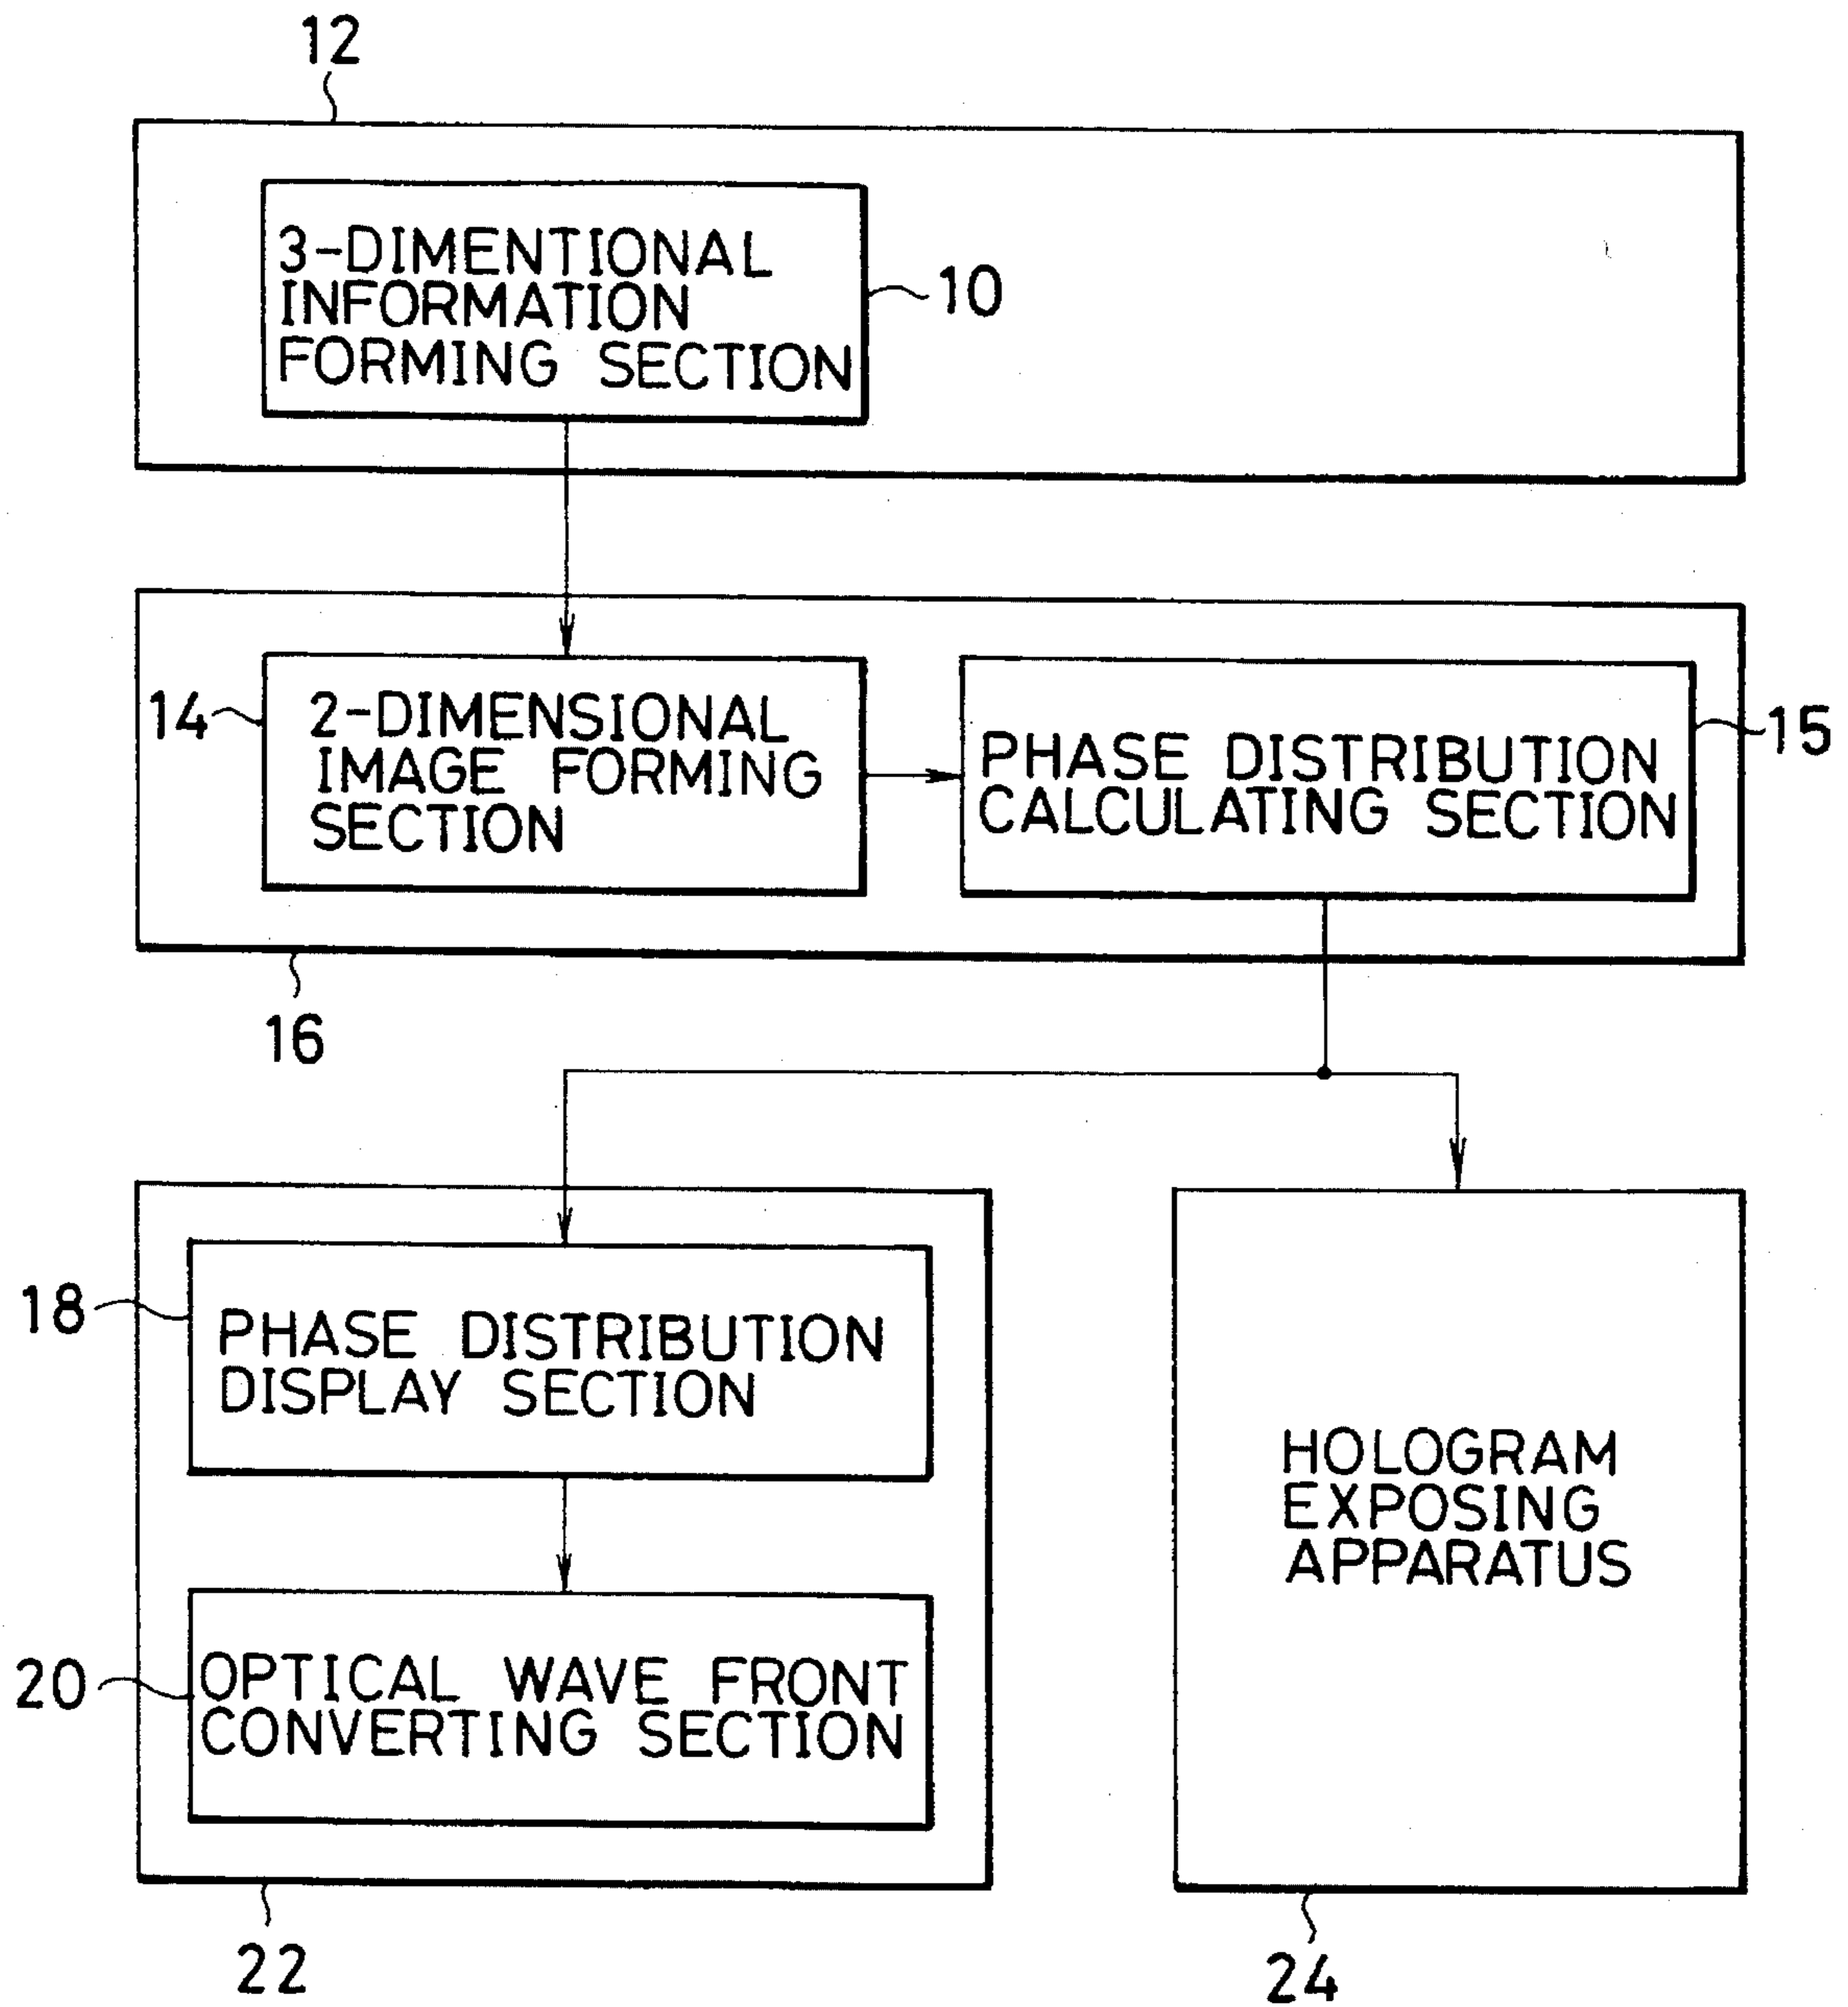 12
3-DIMENTIONAL
INFORMATION
FORMING SECTION
10
14
2-DIMENSIONAL
IMAGE FORMING
SECTION
PHASE DISTRIBUTION
CALCULATING SECTION
15
16
18
PHASE DISTRIBUTION
DISPLAY SECTION
HOLOGRAM
EXPOSING
APPARATUS
20
OPTICAL WAVE FRONT
CONVERTING SECTION
22
24